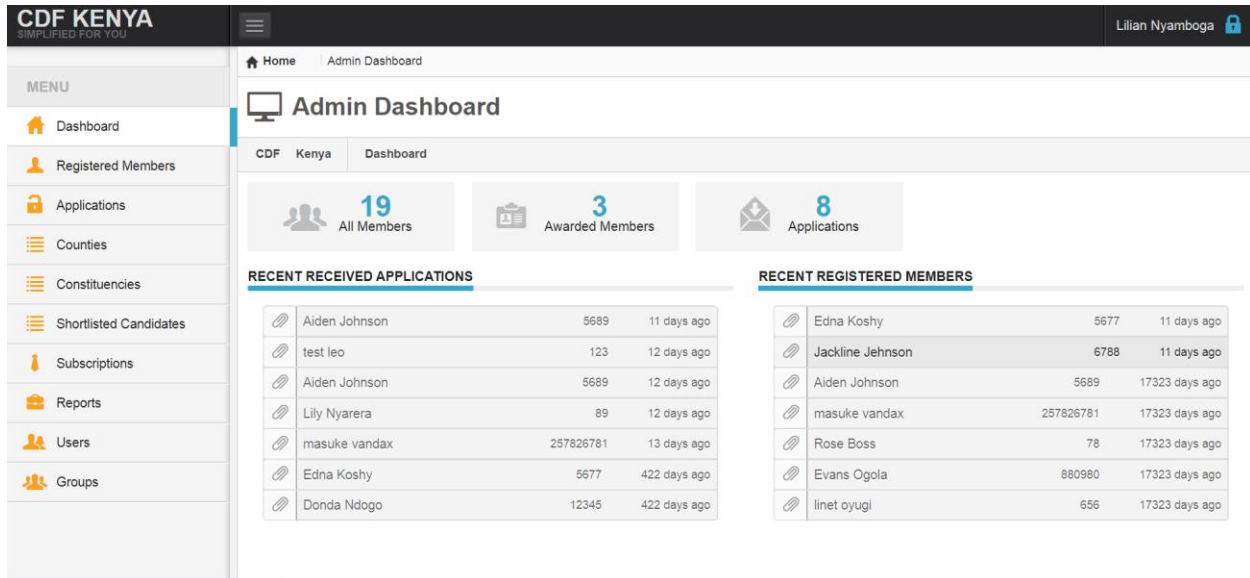 CDF KENYA
SIMPLIFIED FOR YOU
Lilian Nyamboga
Home Admin Dashboard
MENU
Dashboard
Registered Members
Applications
Counties
Constituencies
Shortlisted Candidates
Subscriptions
Reports
Users
Groups
Admin Dashboard
CDF Kenya Dashboard
19
All Members
3
Awarded Members
8
Applications
RECENT RECEIVED APPLICATIONS
Aiden Johnson 5689 11 days ago
test leo 123 12 days ago
Aiden Johnson 5689 12 days ago
Lily Nyarera 89 12 days ago
masuke vandax 257826781 13 days ago
Edna Koshy 5677 422 days ago
Donda Ndogo 12345 422 days ago
RECENT REGISTERED MEMBERS
Edna Koshy 5677 11 days ago
Jackline Jehnson 6788 11 days ago
Aiden Johnson 5689 17323 days ago
masuke vandax 257826781 17323 days ago
Rose Boss 78 17323 days ago
Evans Ogola 880980 17323 days ago
linet oyugi 656 17323 days ago